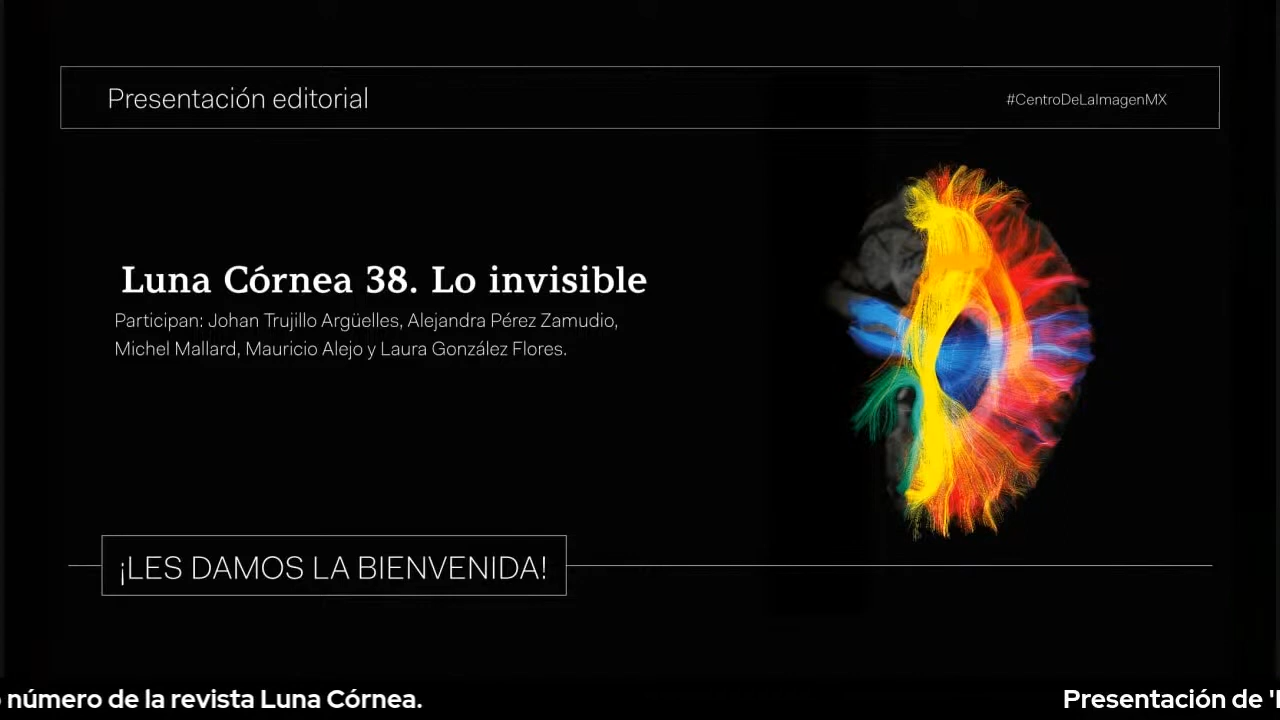 Presentación editorial
#CentroDeLaImagenMX
Luna Córnea 38. Lo invisible
Participan: Johan Trujillo Argüelles, Alejandra Pérez Zamudio,
Michel Mallard, Mauricio Alejo y Laura González Flores.
¡LES DAMOS LA BIENVENIDA!
número de la revista Luna Córnea.
Presentación de '